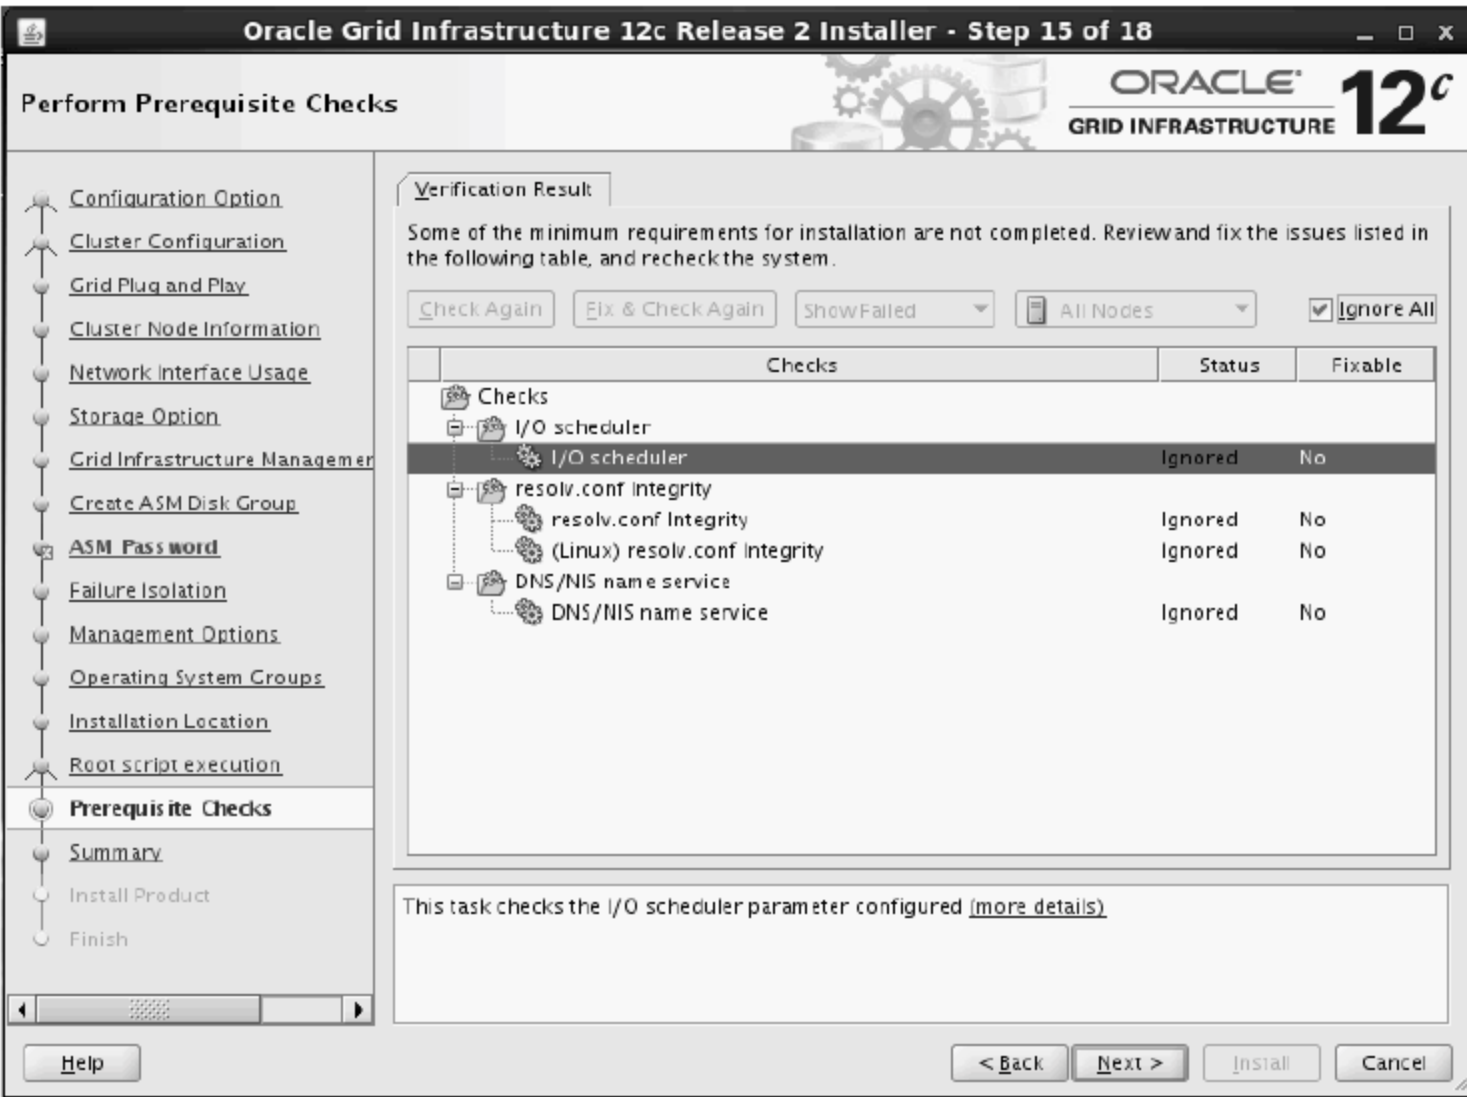 Oracle Grid Infrastructure 12c Release 2 Installer - Step 15 of 18
Perform Prerequisite Checks
ORACLE
GRID INFRASTRUCTURE
12c
Configuration Option
Cluster Configuration
Grid Plug and Play
Cluster Node Information
Network Interface Usage
Storage Option
Grid Infrastructure Managemer
Create ASM Disk Group
ASM Password
Failure Isolation
Management Options
Operating System Groups
Installation Location
Root script execution
Prerequisite Checks
Summary
Install Product
Finish
Verification Result
Some of the minimum requirements for installation are not completed. Review and fix the issues listed in
the following table, and recheck the system.
Check Again Fix & Check Again Show Failed All Nodes Ignore All
Checks Status Fixable
Checks
I/O scheduler
I/O scheduler Ignored No
resolv.conf Integrity
resolv.conf Integrity Ignored No
(Linux) resolv.conf Integrity Ignored No
DNS/NIS name service
DNS/NIS name service Ignored No
This task checks the I/O scheduler parameter configured (more details)
Help < Back Next > Install Cancel